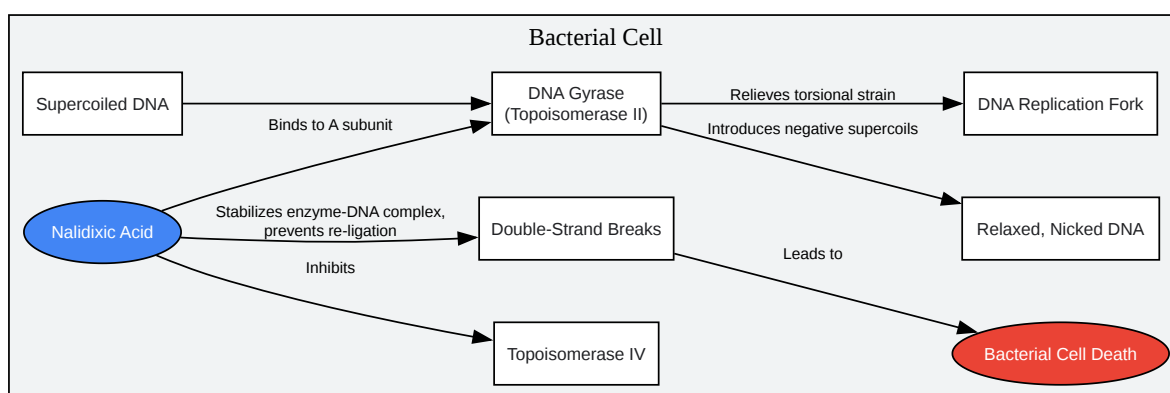 Bacterial Cell
Supercoiled DNA
DNA Gyrase
(Topoisomerase II)
Relieves torsional strain
DNA Replication Fork
Binds to A subunit
Introduces negative supercoils
Nalidixic Acid
Stabilizes enzyme-DNA complex,
prevents re-ligation
Double-Strand Breaks
Relaxed, Nicked DNA
Inhibits
Leads to
Topoisomerase IV
Bacterial Cell Death